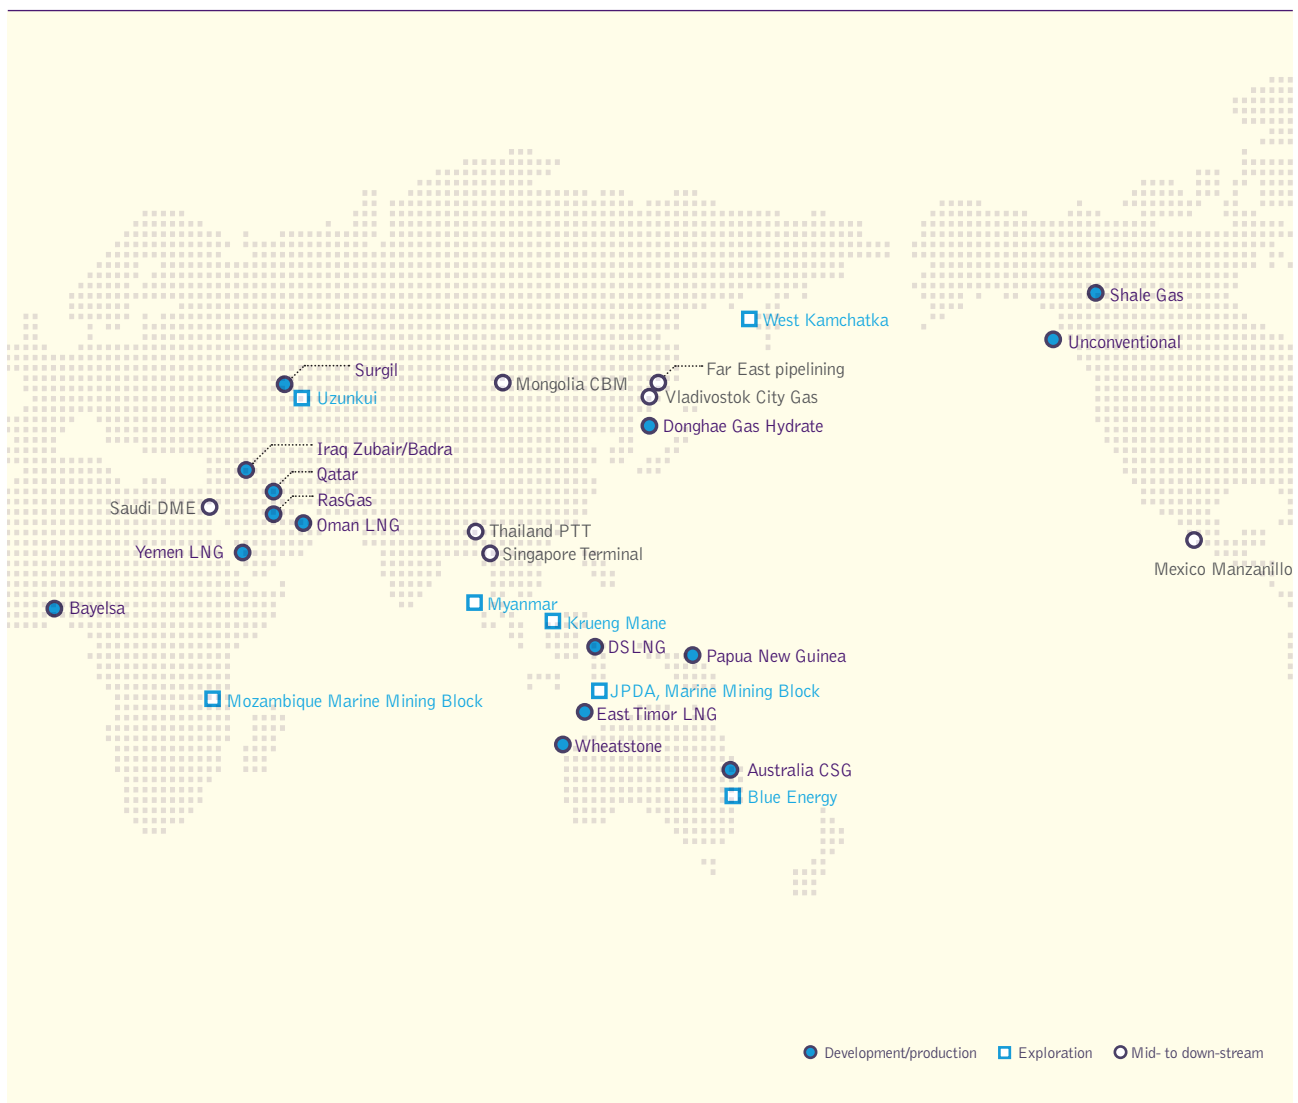 Shale Gas
West Kamchatka
Unconventional
Surgil
Far East pipelining
Mongolia CBM
Uzunkui
Vladivostok City Gas
Donghae Gas Hydrate
Iraq Zubair/Badra
Qatar
RasGas
Saudi DME
Oman LNG
Thailand PTT
Yemen LNG
Singapore Terminal
Mexico Manzanillo
Myanmar
Bayelsa
Krueng Mane
DSLNG
Papua New Guinea
JPDA, Marine Mining Block
Mozambique Marine Mining Block
East Timor LNG
Wheatstone
Australia CSG
Blue Energy
Development/production
Exploration
Mid- to down-stream